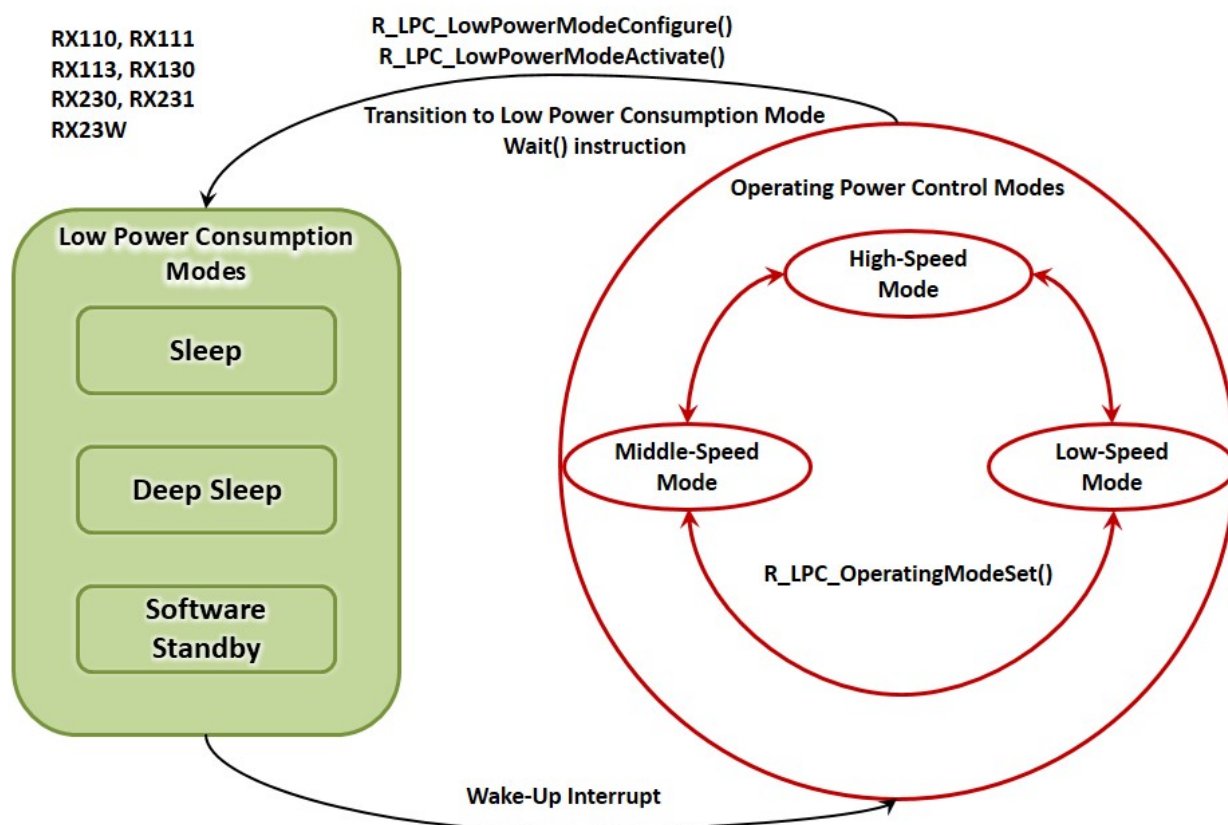 RX110, RX111
RX113, RX130
RX230, RX231
RX23W
R_LPC_LowPowerModeConfigure()
R_LPC_LowPowerModeActivate()
Transition to Low Power Consumption Mode
Wait() instruction
Low Power Consumption
Modes
Sleep
Deep Sleep
Software
Standby
Operating Power Control Modes
High-Speed
Mode
Middle-Speed
Mode
Low-Speed
Mode
R_LPC_OperatingModeSet()
Wake-Up Interrupt